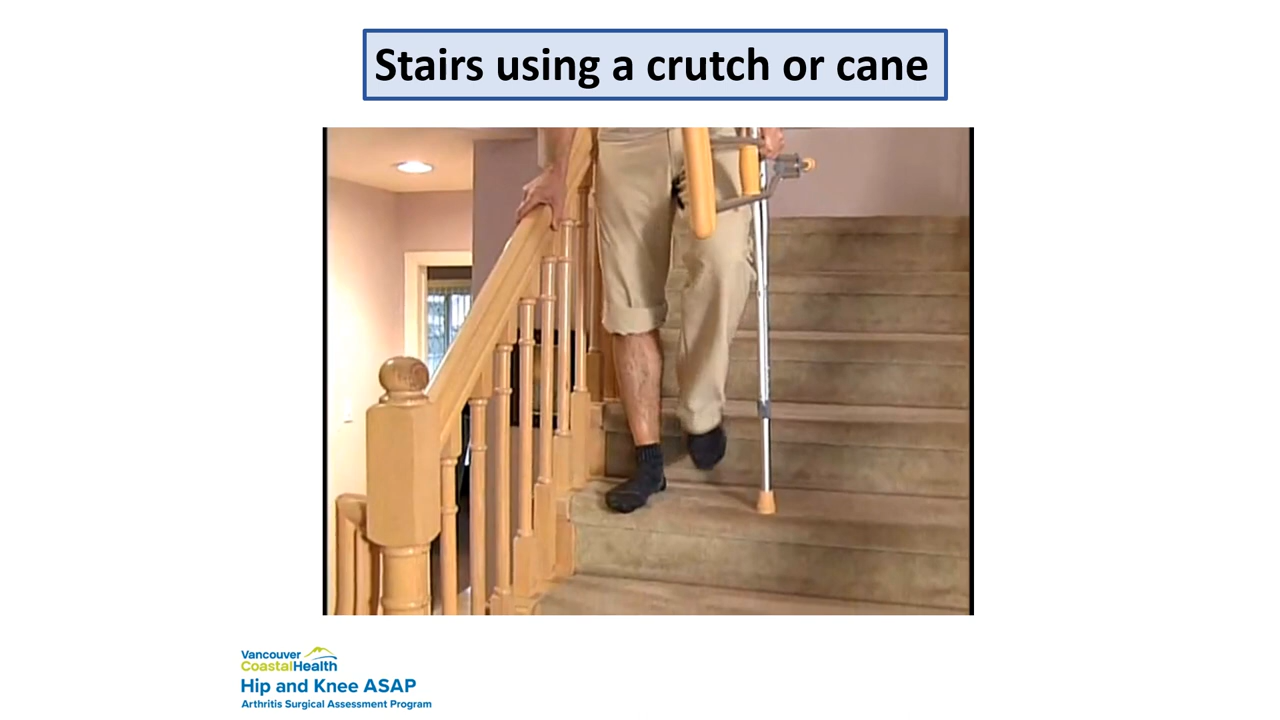 Stairs using a crutch or cane
Vancouver
CoastalHealth
Hip and Knee ASAP
Arthritis Surgical Assessment Program